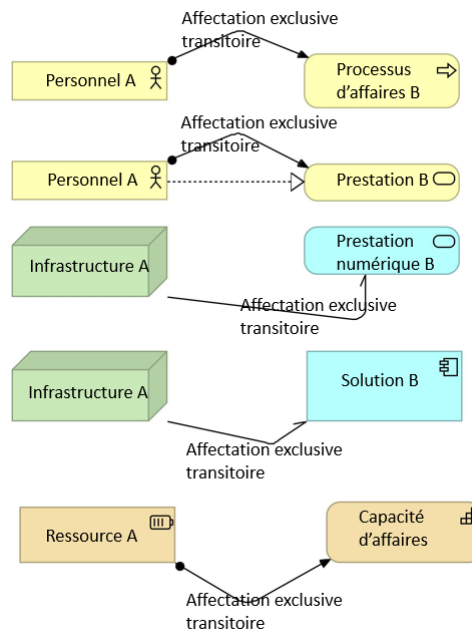 Affectation exclusive
transitoire
Personnel A
Processus
d’affaires B
Affectation exclusive
transitoire
Personnel A
Prestation B
Infrastructure A
Prestation
numérique B
Affectation exclusive
transitoire
Infrastructure A
Solution B
Affectation exclusive
transitoire
Ressource A
Capacité
d’affaires
Affectation exclusive
transitoire